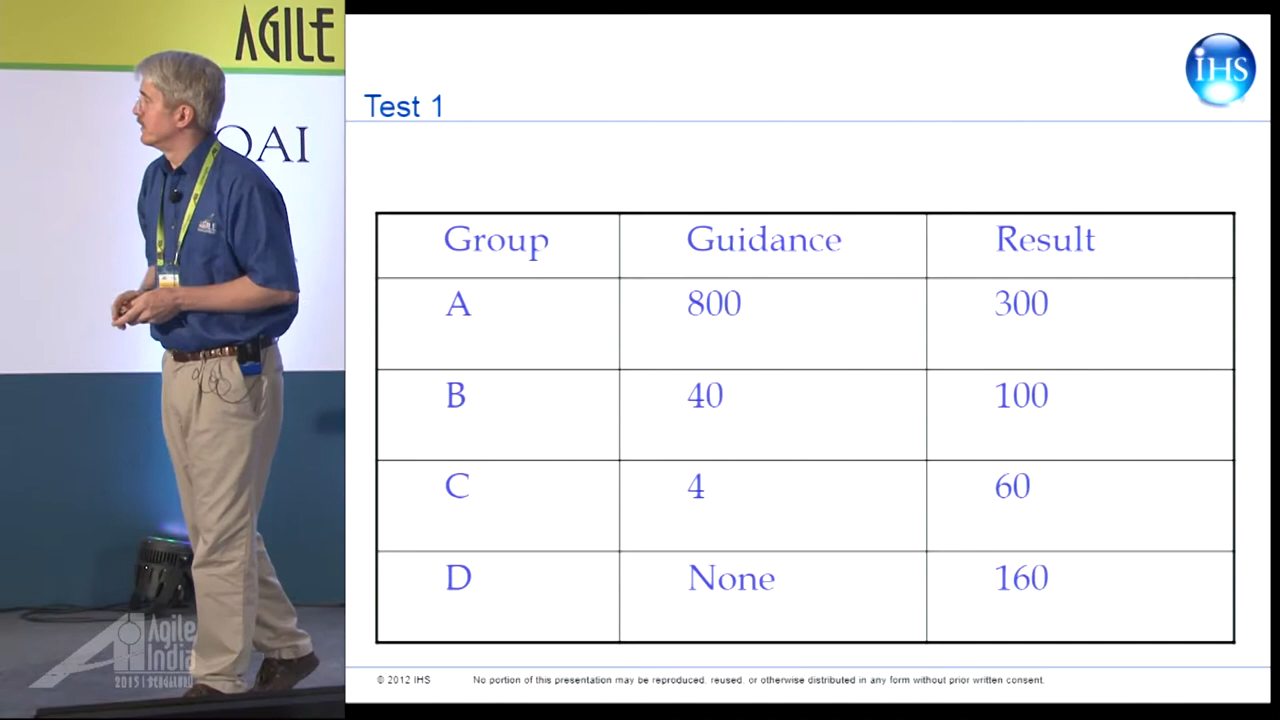 AGILE
QAI
iHS
Test 1
Group Guidance Result
A 800 300
B 40 100
C 4 60
D None 160
Agile
India
2015 | BENGALURU
© 2012 IHS No portion of this presentation may be reproduced, reused, or otherwise distributed in any form without prior written consent.